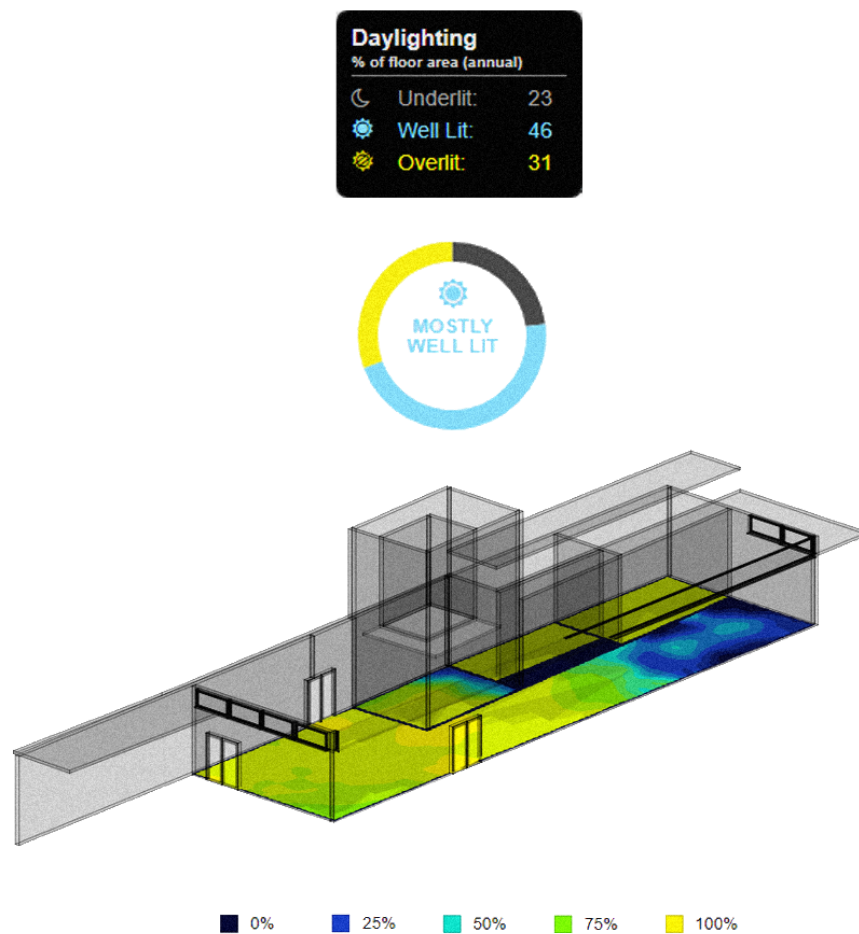 Daylighting
% of floor area (annual)
Underlit: 23
Well Lit: 46
Overlit: 31
MOSTLY
WELL LIT
0% 25% 50% 75% 100%